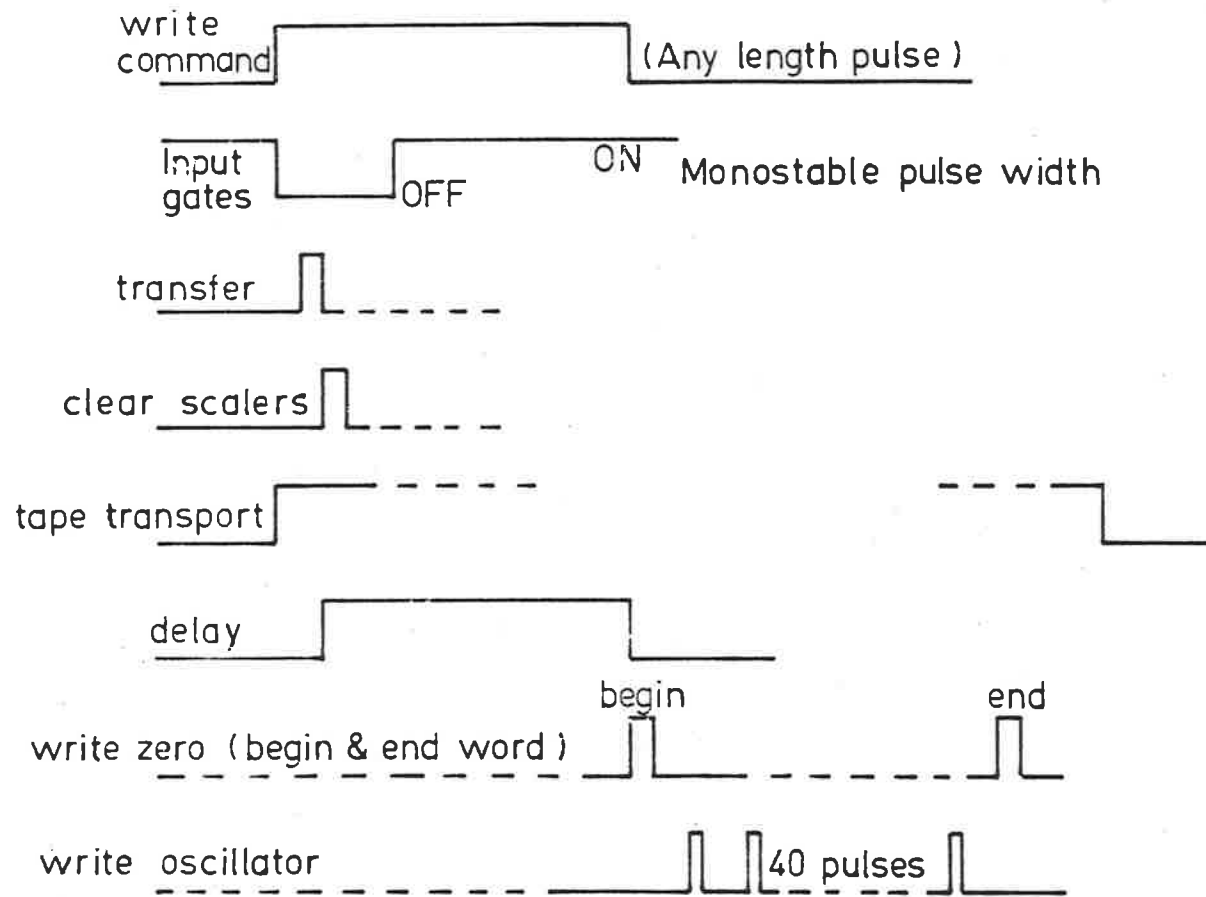 write
command
(Any length pulse)
Input
gates
OFF
ON
Monostable pulse width
transfer
clear scalers
tape transport
delay
begin
end
write zero (begin & end word)
write oscillator
40 pulses